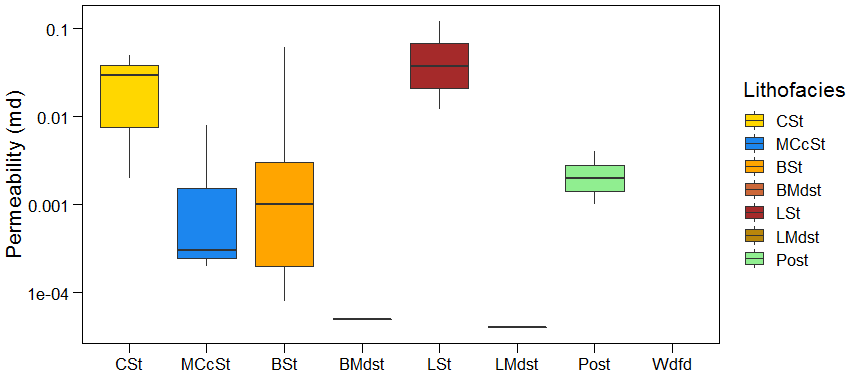 Permeability (md)
0.1
0.01
0.001
1e-04
CSt MCcSt BSt BMdst LSt LMdst Post Wdfd
Lithofacies
CSt
MCcSt
BSt
BMdst
LSt
LMdst
Post